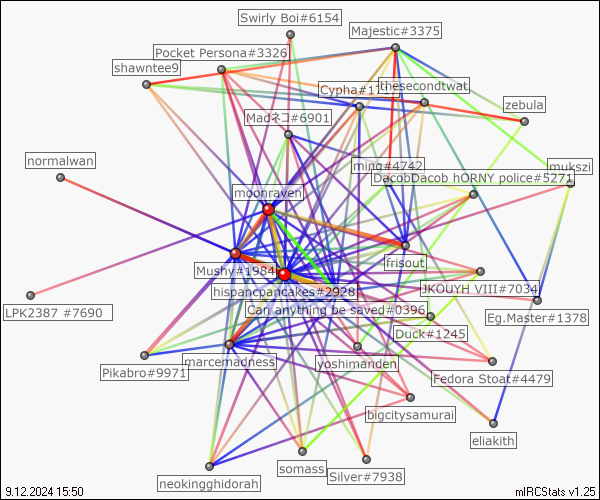 Swirly Boi#6154
Majestic#3375
Pocket Persona#3326
shawntee9
thesecondtwat
Cypha#17
zebula
Madネコ#6901
normalwan
ming#4742
mukszi
DacobDacob hORNY police#5271
moonraven
frisout
Mushy#1984
hispancpancakes#2928
JKOUYH VIII#7034
LPK2387 #7690
Can anything be saved#0396
Eg.Master#1378
Duck#1245
marcemadness
yoshimanden
Pikabro#9971
Fedora Stoat#4479
bigcitysamurai
eliakith
somass
Silver#7938
neokingghidorah
9.12.2024 15:50
mIRCStats v1.25